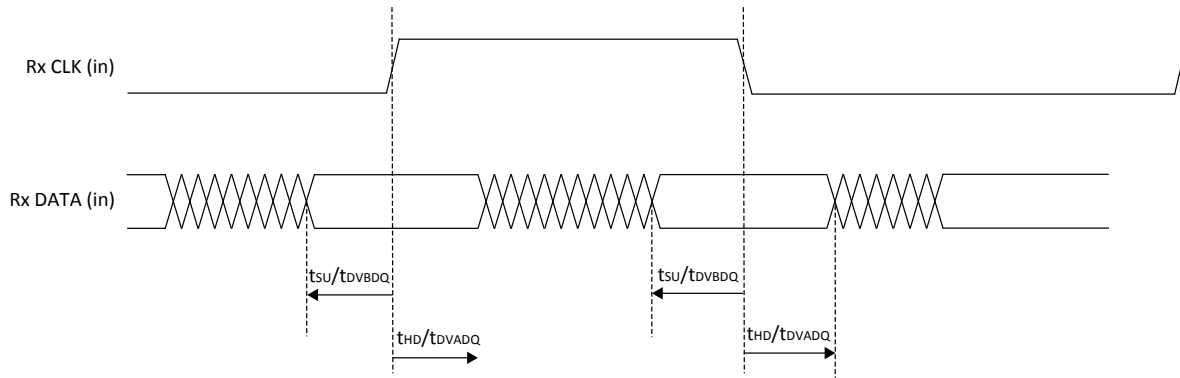 Rx CLK (in)
Rx DATA (in)
tSU/tDVBDQ
tSU/tDVBDQ
tHD/tDVADQ
tHD/tDVADQ